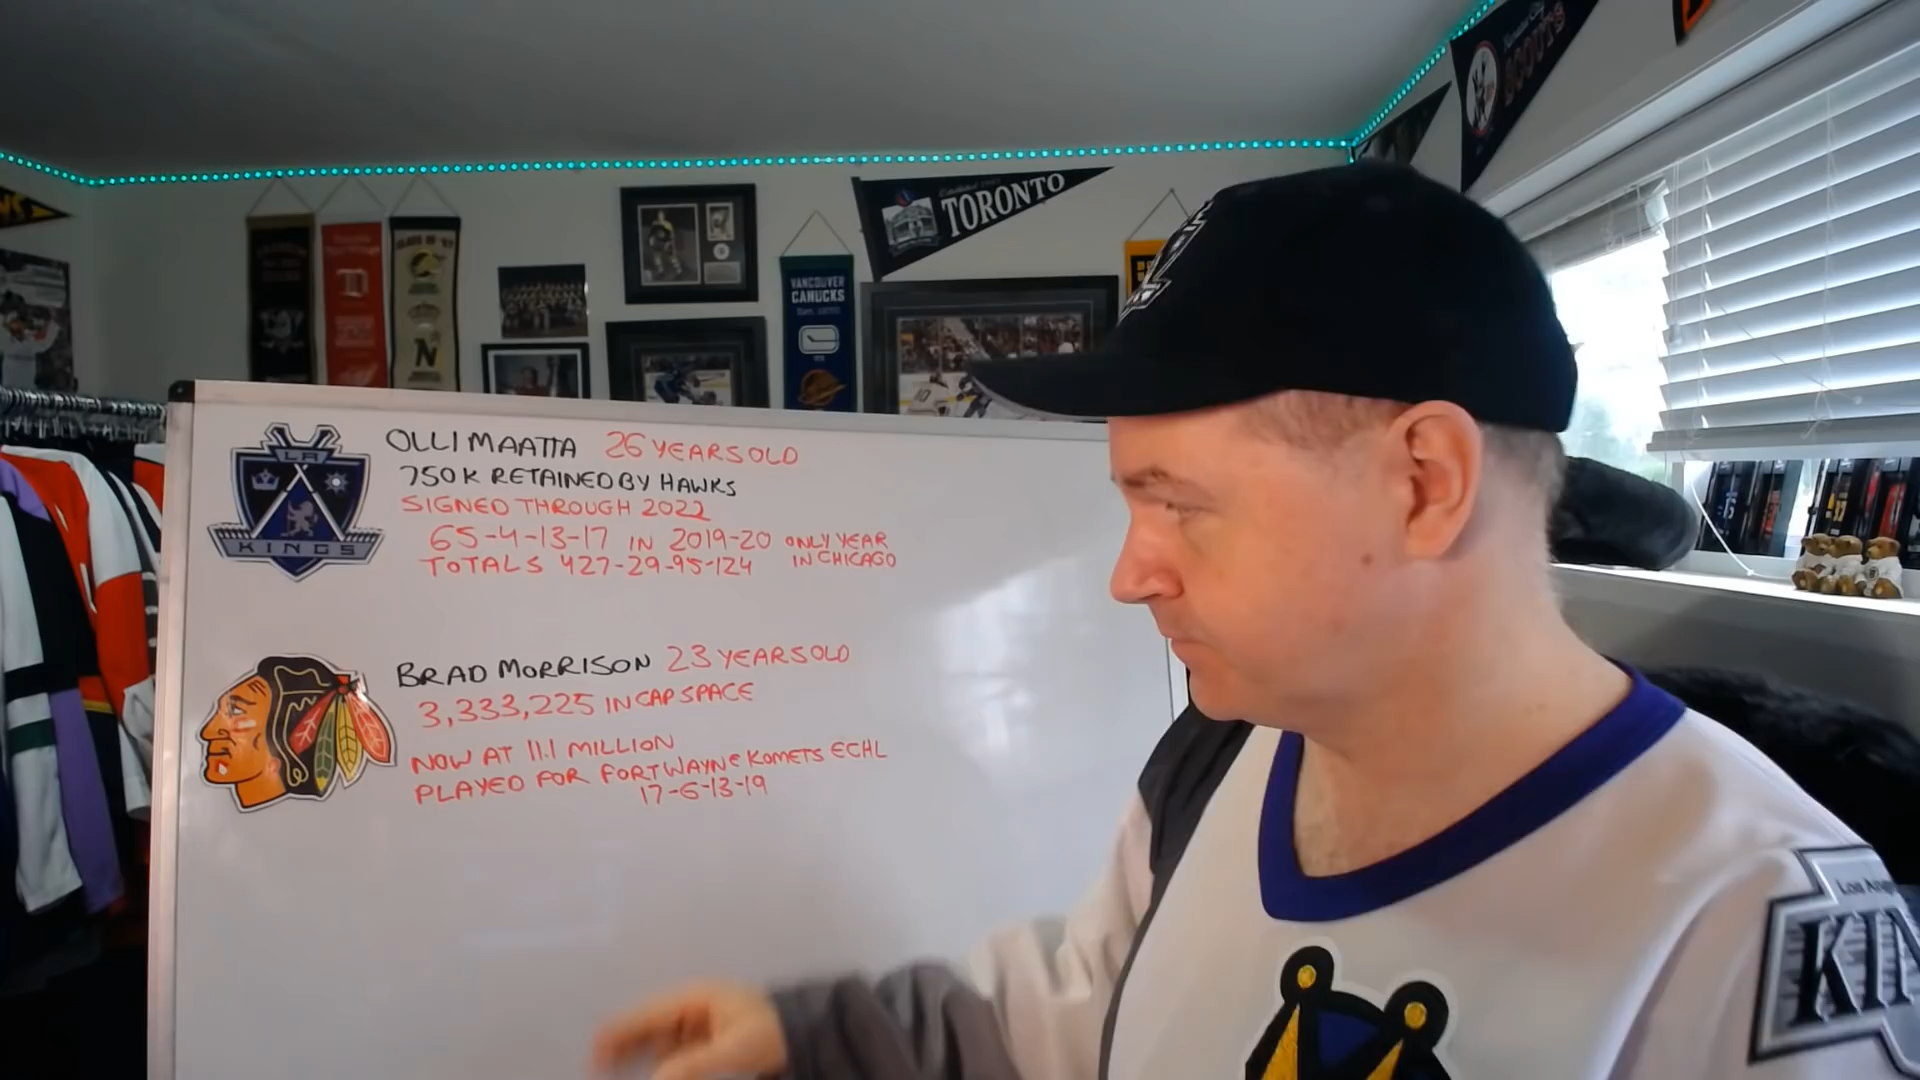 SCOUTS
TORONTO
VANCOUVER
CANUCKS
LA
KINGS
OLLI MAATTA 26 YEARS OLD
750K RETAINED BY HAWKS
SIGNED THROUGH 2022
65-4-13-17 IN 2019-20 ONLY YEAR
IN CHICAGO
TOTALS 427-29-95-124
BRAD MORRISON 23 YEARS OLD
3,333,225 IN CAP SPACE
NOW AT 11.1 MILLION
PLAYED FOR FORT WAYNE KOMETS ECHL
17-6-13-19